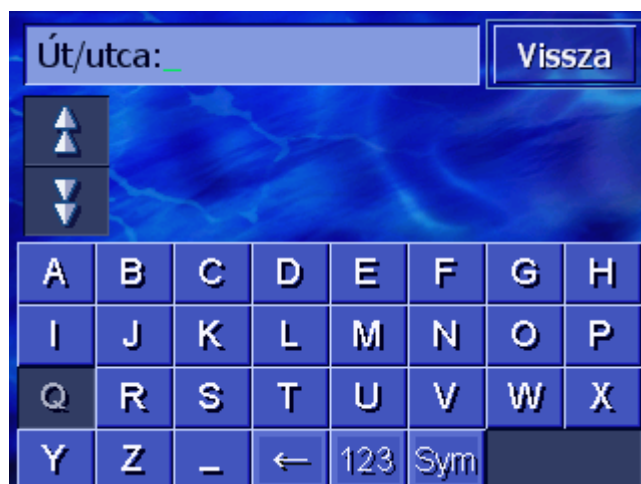 Út/utca:_ Vissza
A B C D E F G H
I J K L M N O P
Q R S T U V W X
Y Z _ ← 123 Sym